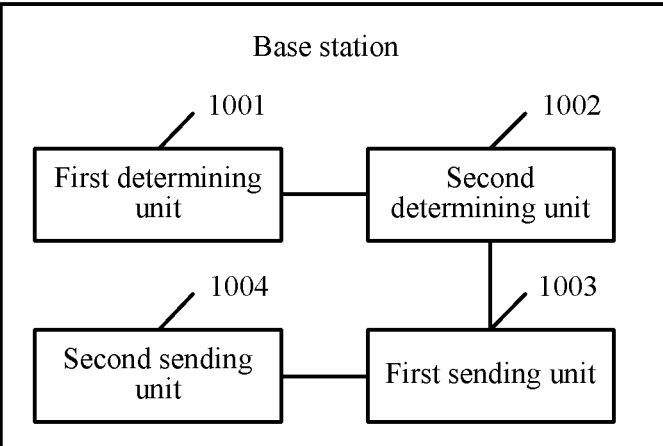 Base station
1001
1002
First determining
unit
Second
determining unit
1004
1003
Second sending
unit
First sending unit